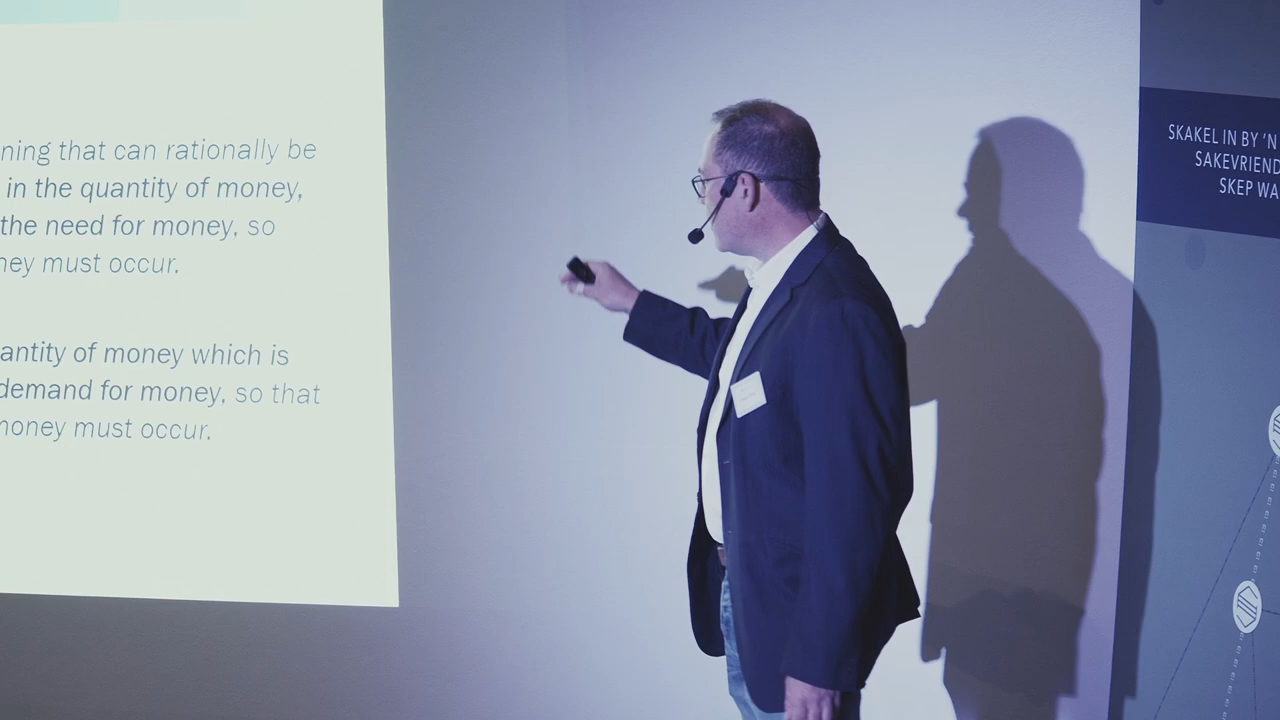 ning that can rationally be
in the quantity of money,
the need for money, so
ney must occur.
antity of money which is
demand for money, so that
money must occur.
SKAKEL IN BY 'N
SAKEVRIEND
SKEP WA